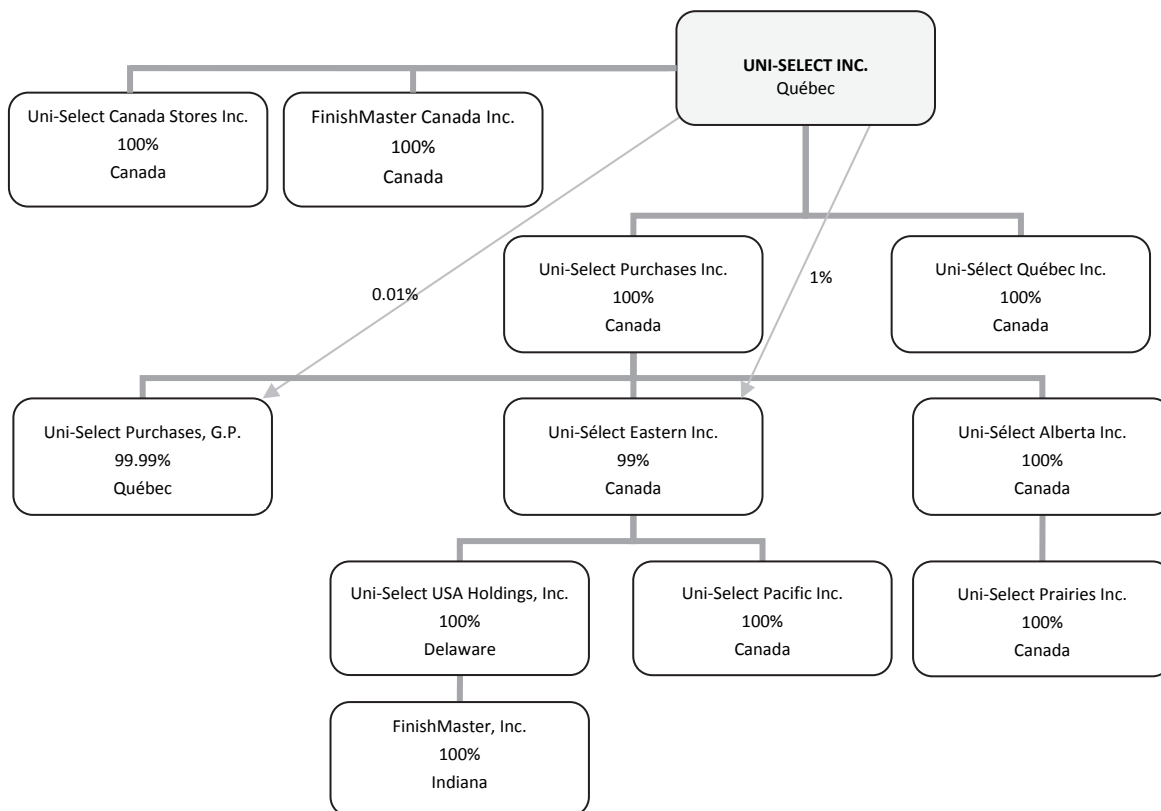 UNI-SELECT INC.
Québec
Uni-Select Canada Stores Inc.
100%
Canada
FinishMaster Canada Inc.
100%
Canada
0.01%
1%
Uni-Select Purchases Inc.
100%
Canada
Uni-Sélect Québec Inc.
100%
Canada
Uni-Select Purchases, G.P.
99.99%
Québec
Uni-Sélect Eastern Inc.
99%
Canada
Uni-Sélect Alberta Inc.
100%
Canada
Uni-Select USA Holdings, Inc.
100%
Delaware
Uni-Select Pacific Inc.
100%
Canada
Uni-Select Prairies Inc.
100%
Canada
FinishMaster, Inc.
100%
Indiana